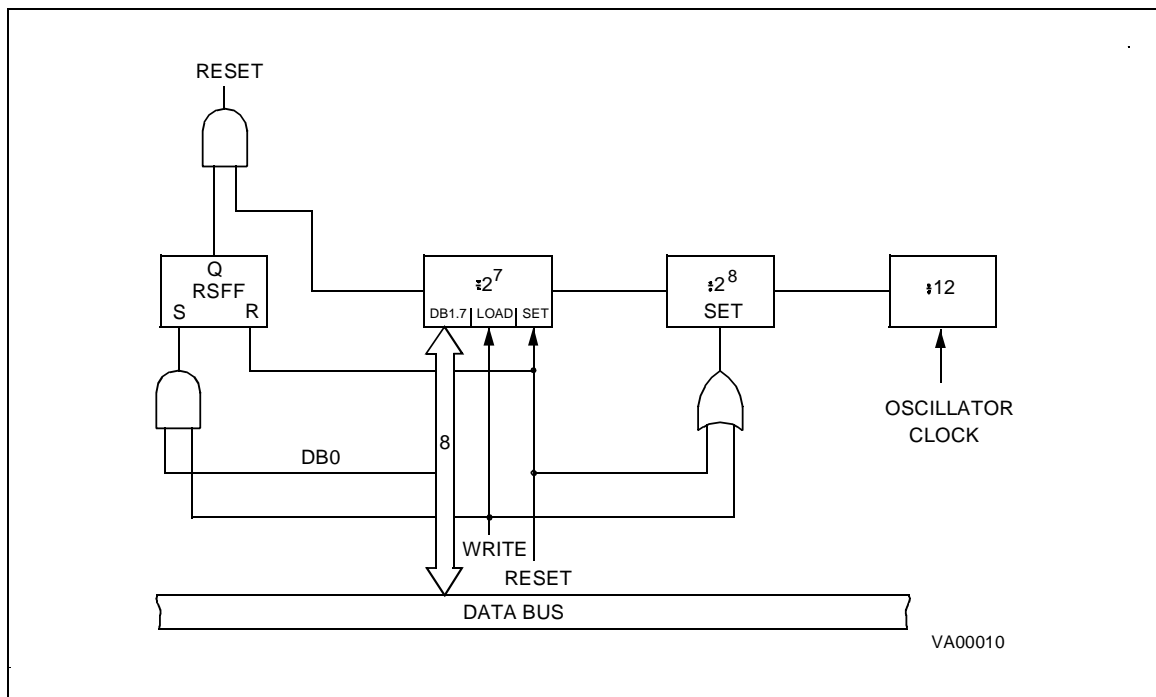 RESET
Q
RSFF
S R
÷2^7
DB1.7 LOAD SET
÷2^8
SET
÷12
OSCILLATOR
CLOCK
8
DB0
WRITE
RESET
DATA BUS
VA00010